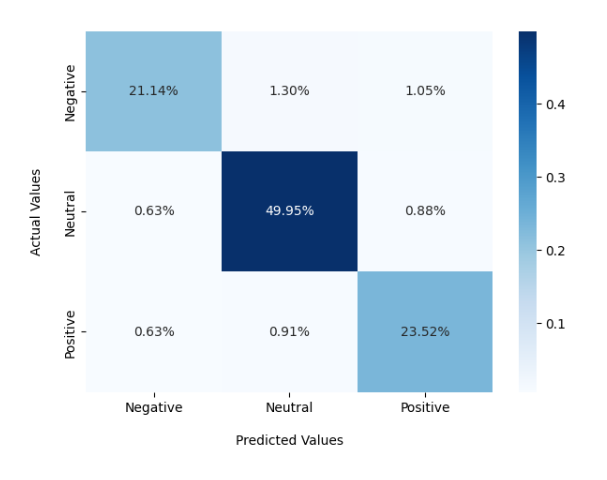 Negative 21.14% 1.30% 1.05%
Neutral 0.63% 49.95% 0.88%
Positive 0.63% 0.91% 23.52%
Negative Neutral Positive
Predicted Values
Actual Values
0.4
0.3
0.2
0.1